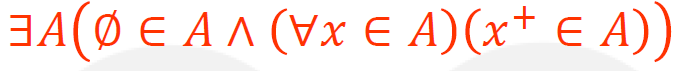 ∃A(∅ ∈ A ∧ (∀x ∈ A)(x⁺ ∈ A))